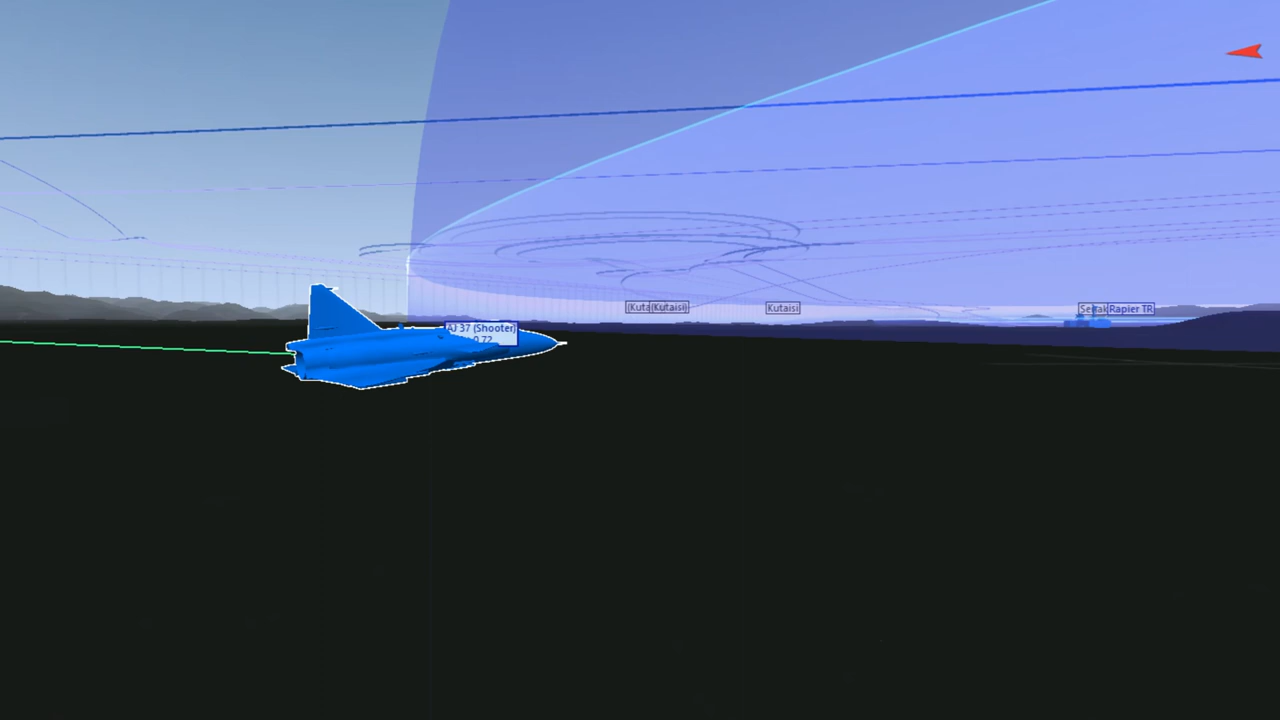 (Kuta
(Kutaisi)
Kutaisi
Rapier TR
AJ 37 (Shooter)
0.72